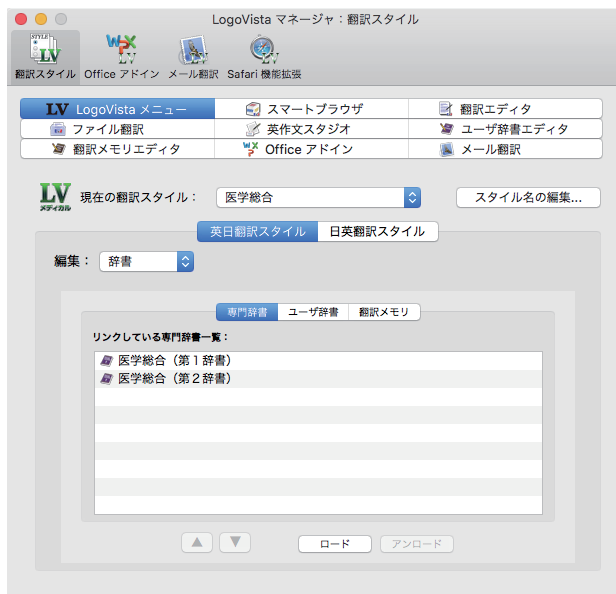 LogoVista マネージャ：翻訳スタイル
翻訳スタイル Office アドイン メール翻訳 Safari 機能拡張
LV LogoVista メニュー スマートブラウザ 翻訳エディタ
ファイル翻訳 英作文スタジオ ユーザ辞書エディタ
翻訳メモリエディタ Office アドイン メール翻訳
LV メディカル 現在の翻訳スタイル： 医学総合 スタイル名の編集...
英日翻訳スタイル 日英翻訳スタイル
編集： 辞書
専門辞書 ユーザ辞書 翻訳メモリ
リンクしている専門辞書一覧：
医学総合（第１辞書）
医学総合（第２辞書）
ロード アンロード